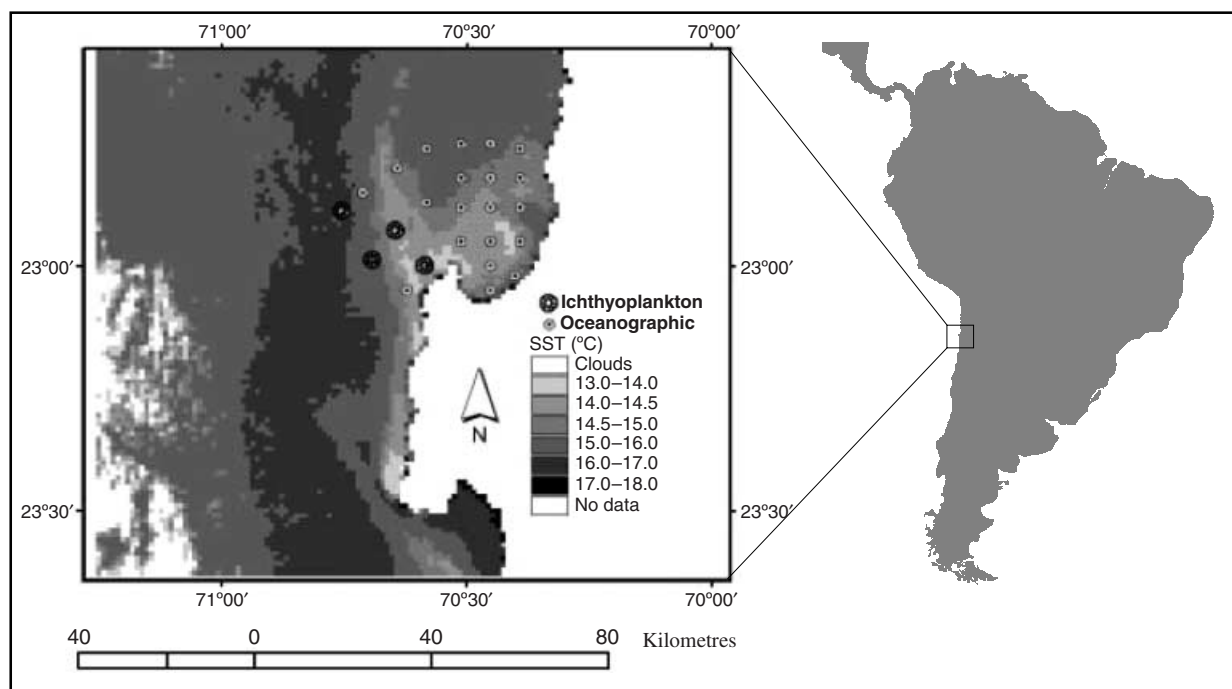 71°00′ 70°30′ 70°00′
23°00′ 23°00′
Ichthyoplankton
Oceanographic
SST (°C)
Clouds
13.0–14.0
14.0–14.5
14.5–15.0
15.0–16.0
16.0–17.0
17.0–18.0
No data
N
23°30′ 23°30′
71°00′ 70°30′ 70°00′
40 0 40 80 Kilometres